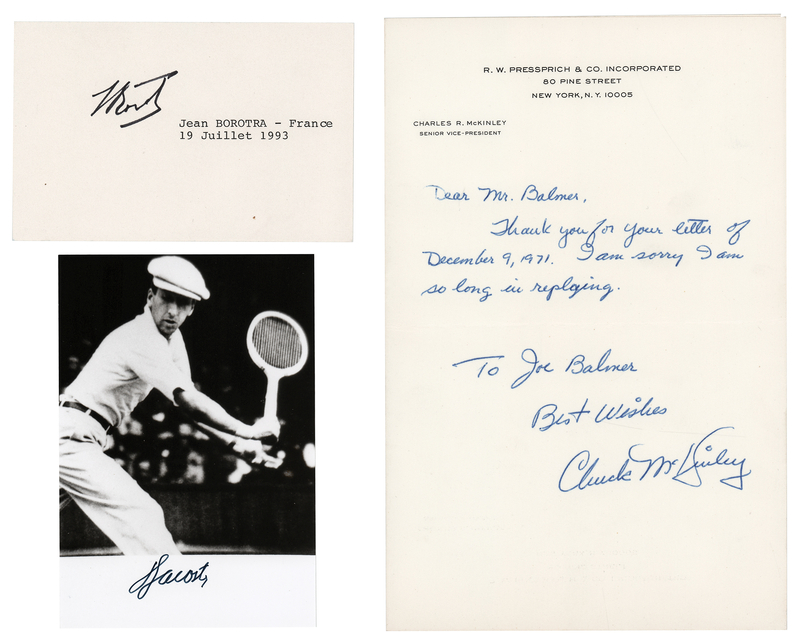 Jean BOROTRA - France
19 Juillet 1993
Lacoste
R. W. PRESSPRICH & CO. INCORPORATED
80 PINE STREET
NEW YORK, N.Y. 10005
CHARLES R. McKINLEY
SENIOR VICE-PRESIDENT
Dear Mr. Balmer,
Thank you for your letter of
December 9, 1971. I am sorry I am
so long in replying.
To Joe Balmer
Best Wishes
Chuck McKinley